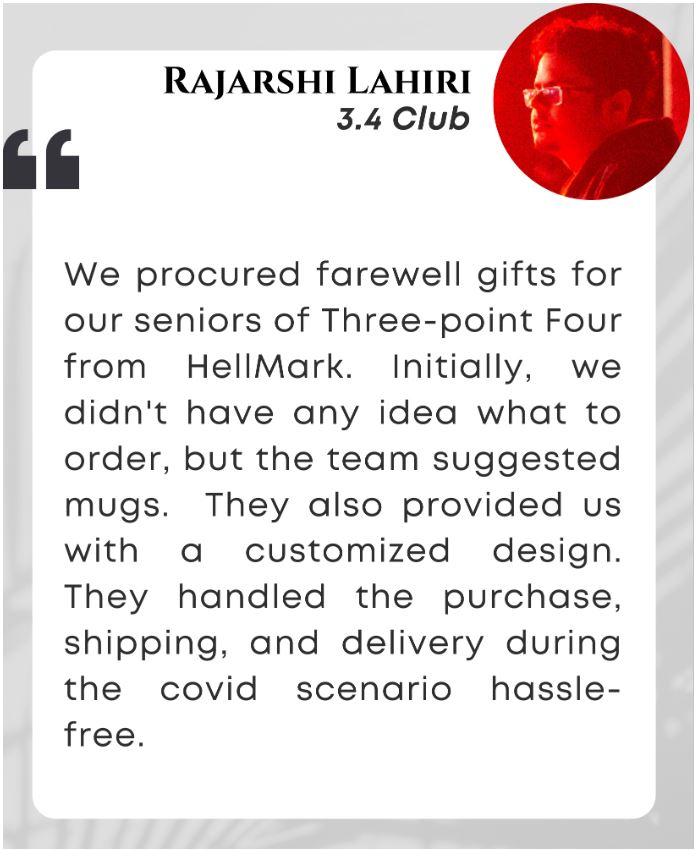 Rajarshi Lahiri
3.4 Club
We procured farewell gifts for
our seniors of Three-point Four
from HellMark. Initially, we
didn't have any idea what to
order, but the team suggested
mugs. They also provided us
with a customized design.
They handled the purchase,
shipping, and delivery during
the covid scenario hassle-
free.